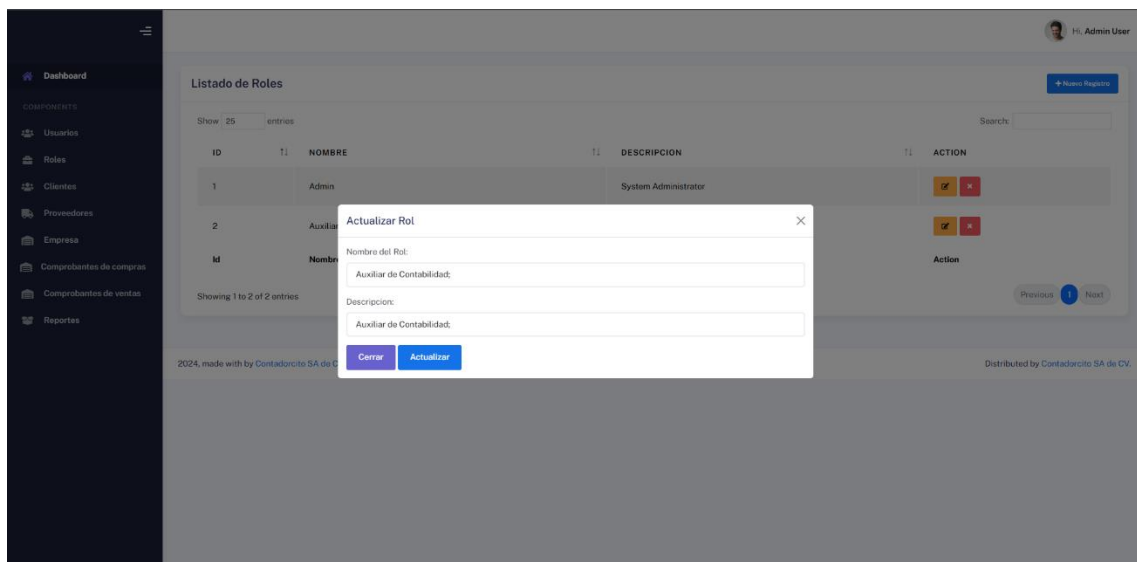 Hi, Admin User
Dashboard
COMPONENTS
Usuarios
Roles
Clientes
Proveedores
Empresa
Comprobantes de compras
Comprobantes de ventas
Reportes
Listado de Roles
+ Nuevo Registro
Show 25 entries
Search:
ID NOMBRE DESCRIPCION ACTION
1 Admin System Administrator
2 Auxiliar
Id Nombre Action
Showing 1 to 2 of 2 entries
Previous 1 Next
Actualizar Rol
Nombre del Rol:
Auxiliar de Contabilidad;
Descripcion:
Auxiliar de Contabilidad;
Cerrar Actualizar
2024, made with by Contadorcito SA de C
Distributed by Contadorcito SA de CV.